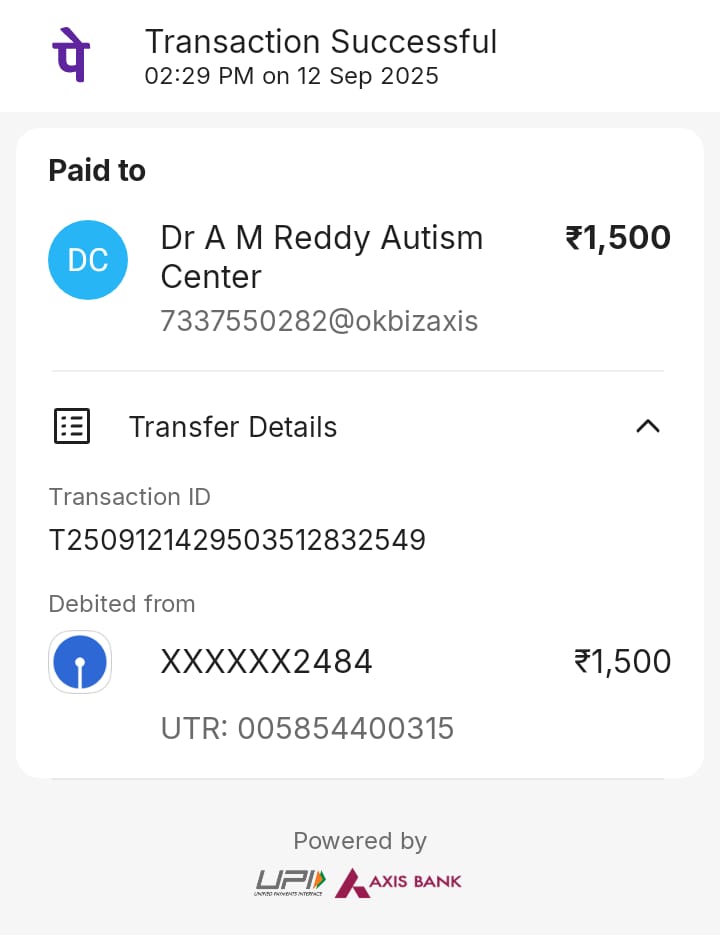 पे
Transaction Successful
02:29 PM on 12 Sep 2025
Paid to
DC
Dr A M Reddy Autism
Center
₹1,500
7337550282@okbizaxis
Transfer Details
Transaction ID
T2509121429503512832549
Debited from
XXXXXX2484
₹1,500
UTR: 005854400315
Powered by
UPI
UNIFIED PAYMENTS INTERFACE
AXIS BANK